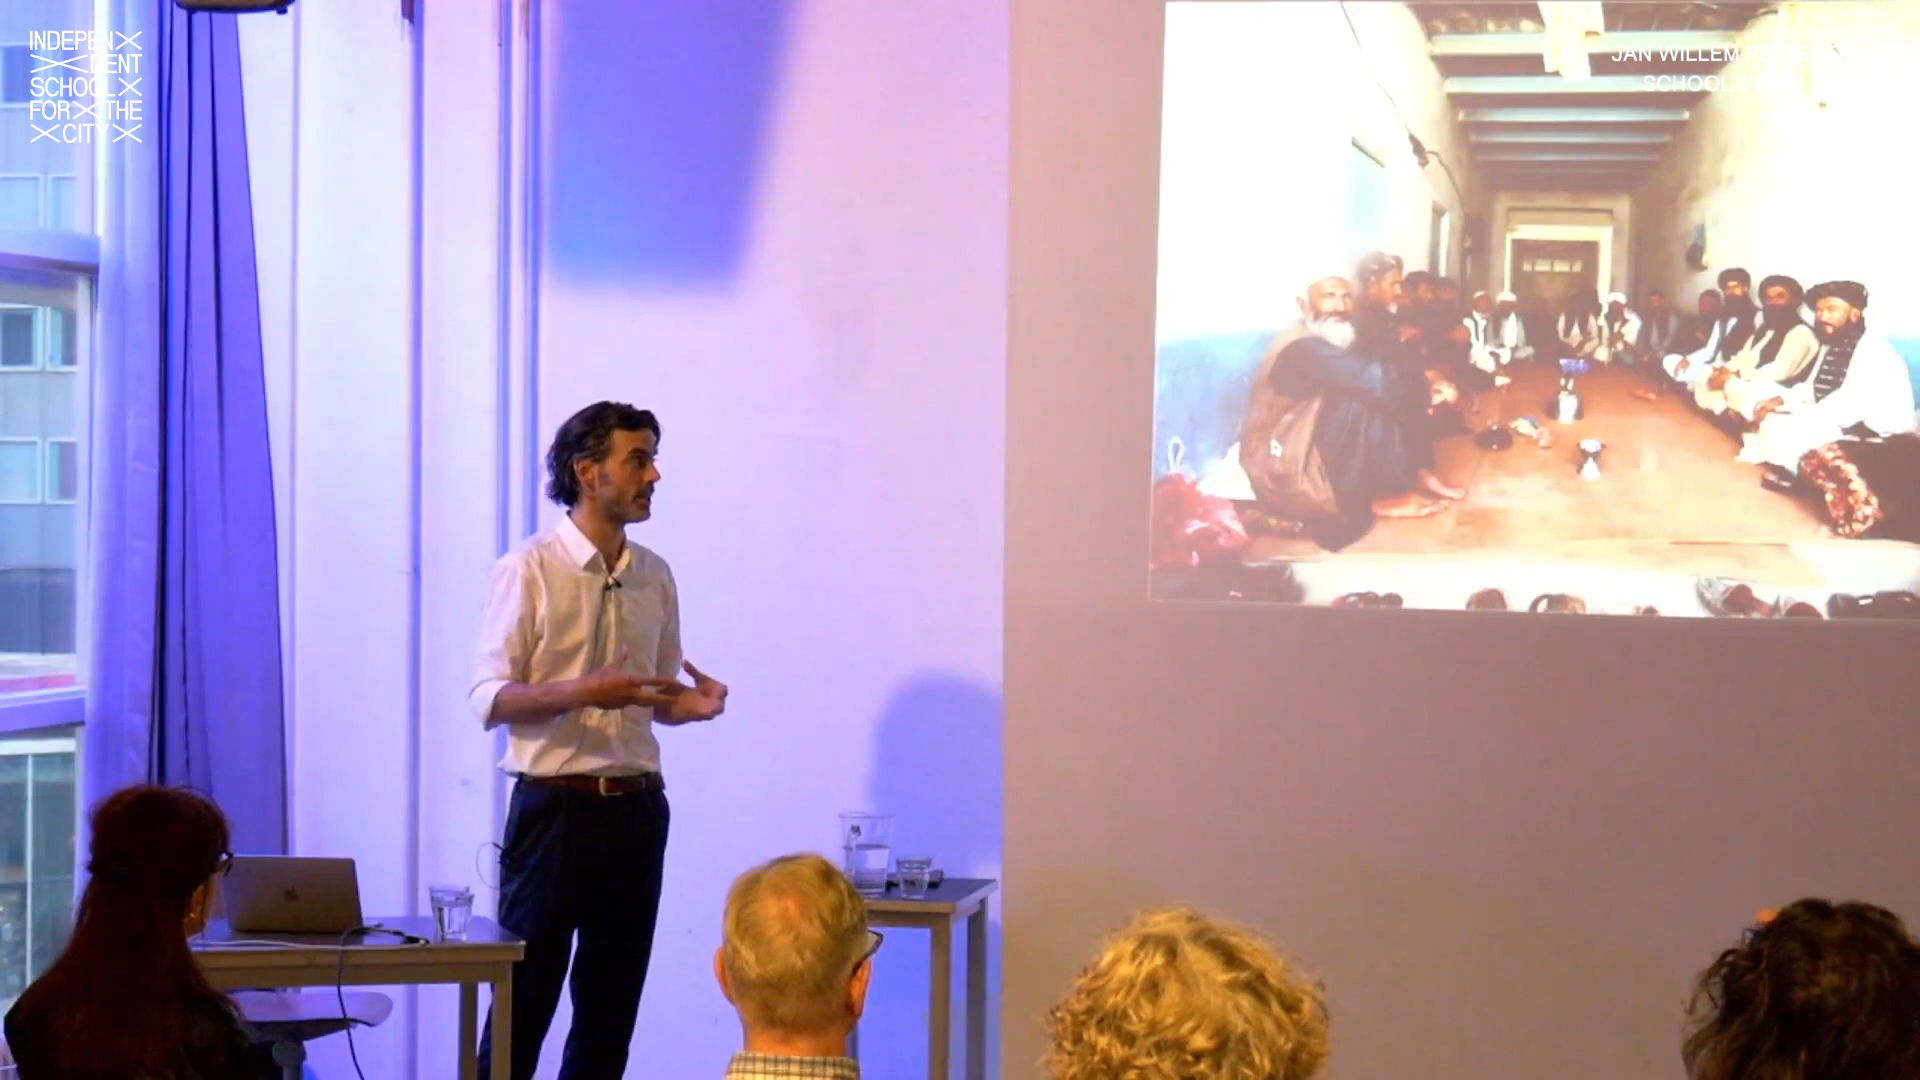 INDEPEN
DENT
SCHOOL
FOR THE
CITY
JAN WILLEM
SCHOOLS